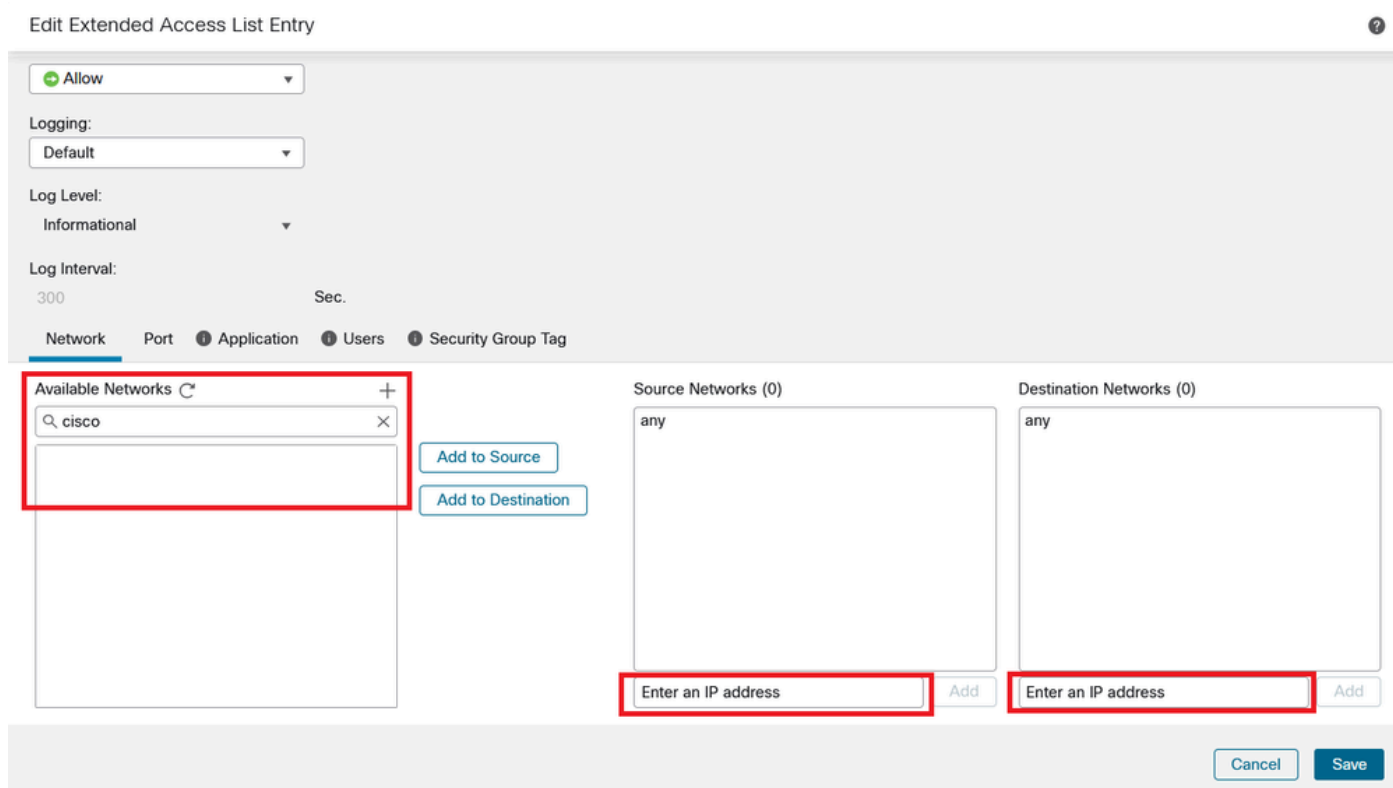 Edit Extended Access List Entry
Allow
Logging:
Default
Log Level:
Informational
Log Interval:
300 Sec.
Network Port Application Users Security Group Tag
Available Networks
cisco
Add to Source
Add to Destination
Source Networks (0)
any
Enter an IP address Add
Destination Networks (0)
any
Enter an IP address Add
Cancel Save